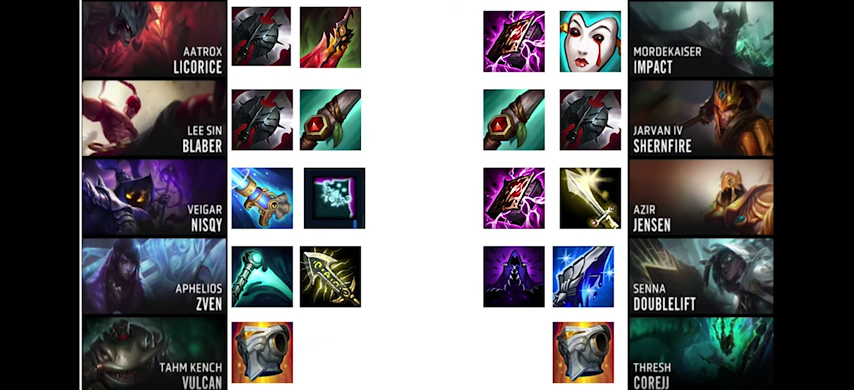 AATROX
LICORICE
MORDEKAISER
IMPACT
LEE SIN
BLABER
JARVAN IV
SHERNFIRE
VEIGAR
NISQY
AZIR
JENSEN
APHELIOS
ZVEN
SENNA
DOUBLELIFT
TAHM KENCH
VULCAN
THRESH
COREJJ